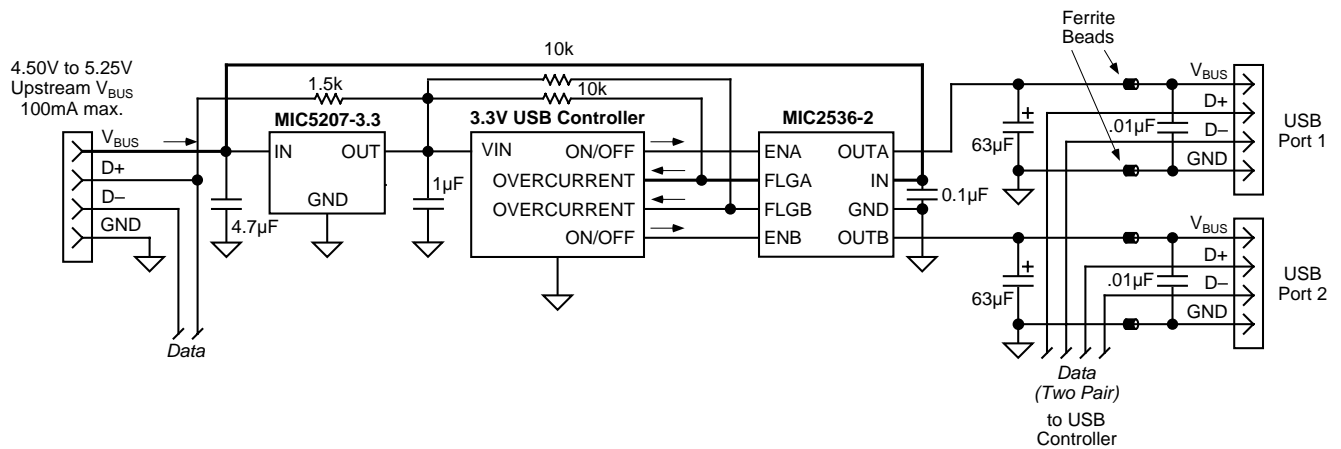 10k
Ferrite
Beads
4.50V to 5.25V
Upstream VBUS
100mA max.
1.5k
10k
MIC5207-3.3
3.3V USB Controller
MIC2536-2
VBUS
D+
D–
GND
IN
OUT
GND
4.7µF
1µF
VIN
ON/OFF
OVERCURRENT
OVERCURRENT
ON/OFF
ENA
FLGA
FLGB
ENB
OUTA
IN
GND
OUTB
0.1µF
63µF
.01µF
VBUS
D+
D–
GND
USB
Port 1
63µF
.01µF
VBUS
D+
D–
GND
USB
Port 2
Data
Data
(Two Pair)
to USB
Controller